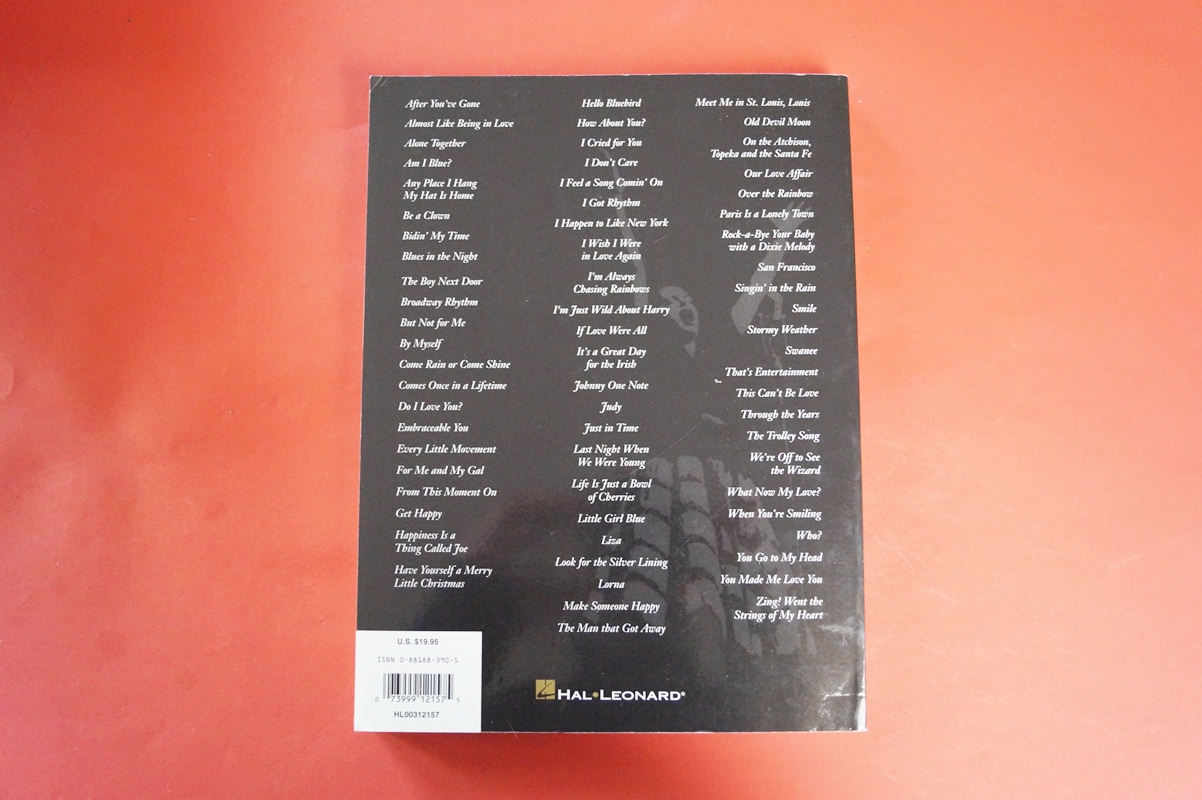 After You've Gone
Almost Like Being in Love
Alone Together
Am I Blue?
Any Place I Hang
My Hat Is Home
Be a Clown
Bidin' My Time
Blues in the Night
The Boy Next Door
Broadway Rhythm
But Not for Me
By Myself
Come Rain or Come Shine
Comes Once in a Lifetime
Do I Love You?
Embraceable You
Every Little Movement
For Me and My Gal
From This Moment On
Get Happy
Happiness Is a
Thing Called Joe
Have Yourself a Merry
Little Christmas
Hello Bluebird
How About You?
I Cried for You
I Don't Care
I Feel a Song Comin' On
I Got Rhythm
I Happen to Like New York
I Wish I Were
in Love Again
I'm Always
Chasing Rainbows
I'm Just Wild About Harry
If Love Were All
It's a Great Day
for the Irish
Johnny One Note
Judy
Just in Time
Last Night When
We Were Young
Life Is Just a Bowl
of Cherries
Little Girl Blue
Liza
Look for the Silver Lining
Lorna
Make Someone Happy
The Man that Got Away
Meet Me in St. Louis, Louis
Old Devil Moon
On the Atchison,
Topeka and the Santa Fe
Our Love Affair
Over the Rainbow
Paris Is a Lonely Town
Rock-a-Bye Your Baby
with a Dixie Melody
San Francisco
Singin' in the Rain
Smile
Stormy Weather
Swanee
That's Entertainment
This Can't Be Love
Through the Years
The Trolley Song
We're Off to See
the Wizard
What Now My Love?
When You're Smiling
Who?
You Go to My Head
You Made Me Love You
Zing! Went the
Strings of My Heart
U.S. $19.95
ISBN 0-88188-390-5
0 73999 12157 5
HL00312157
HAL•LEONARD®